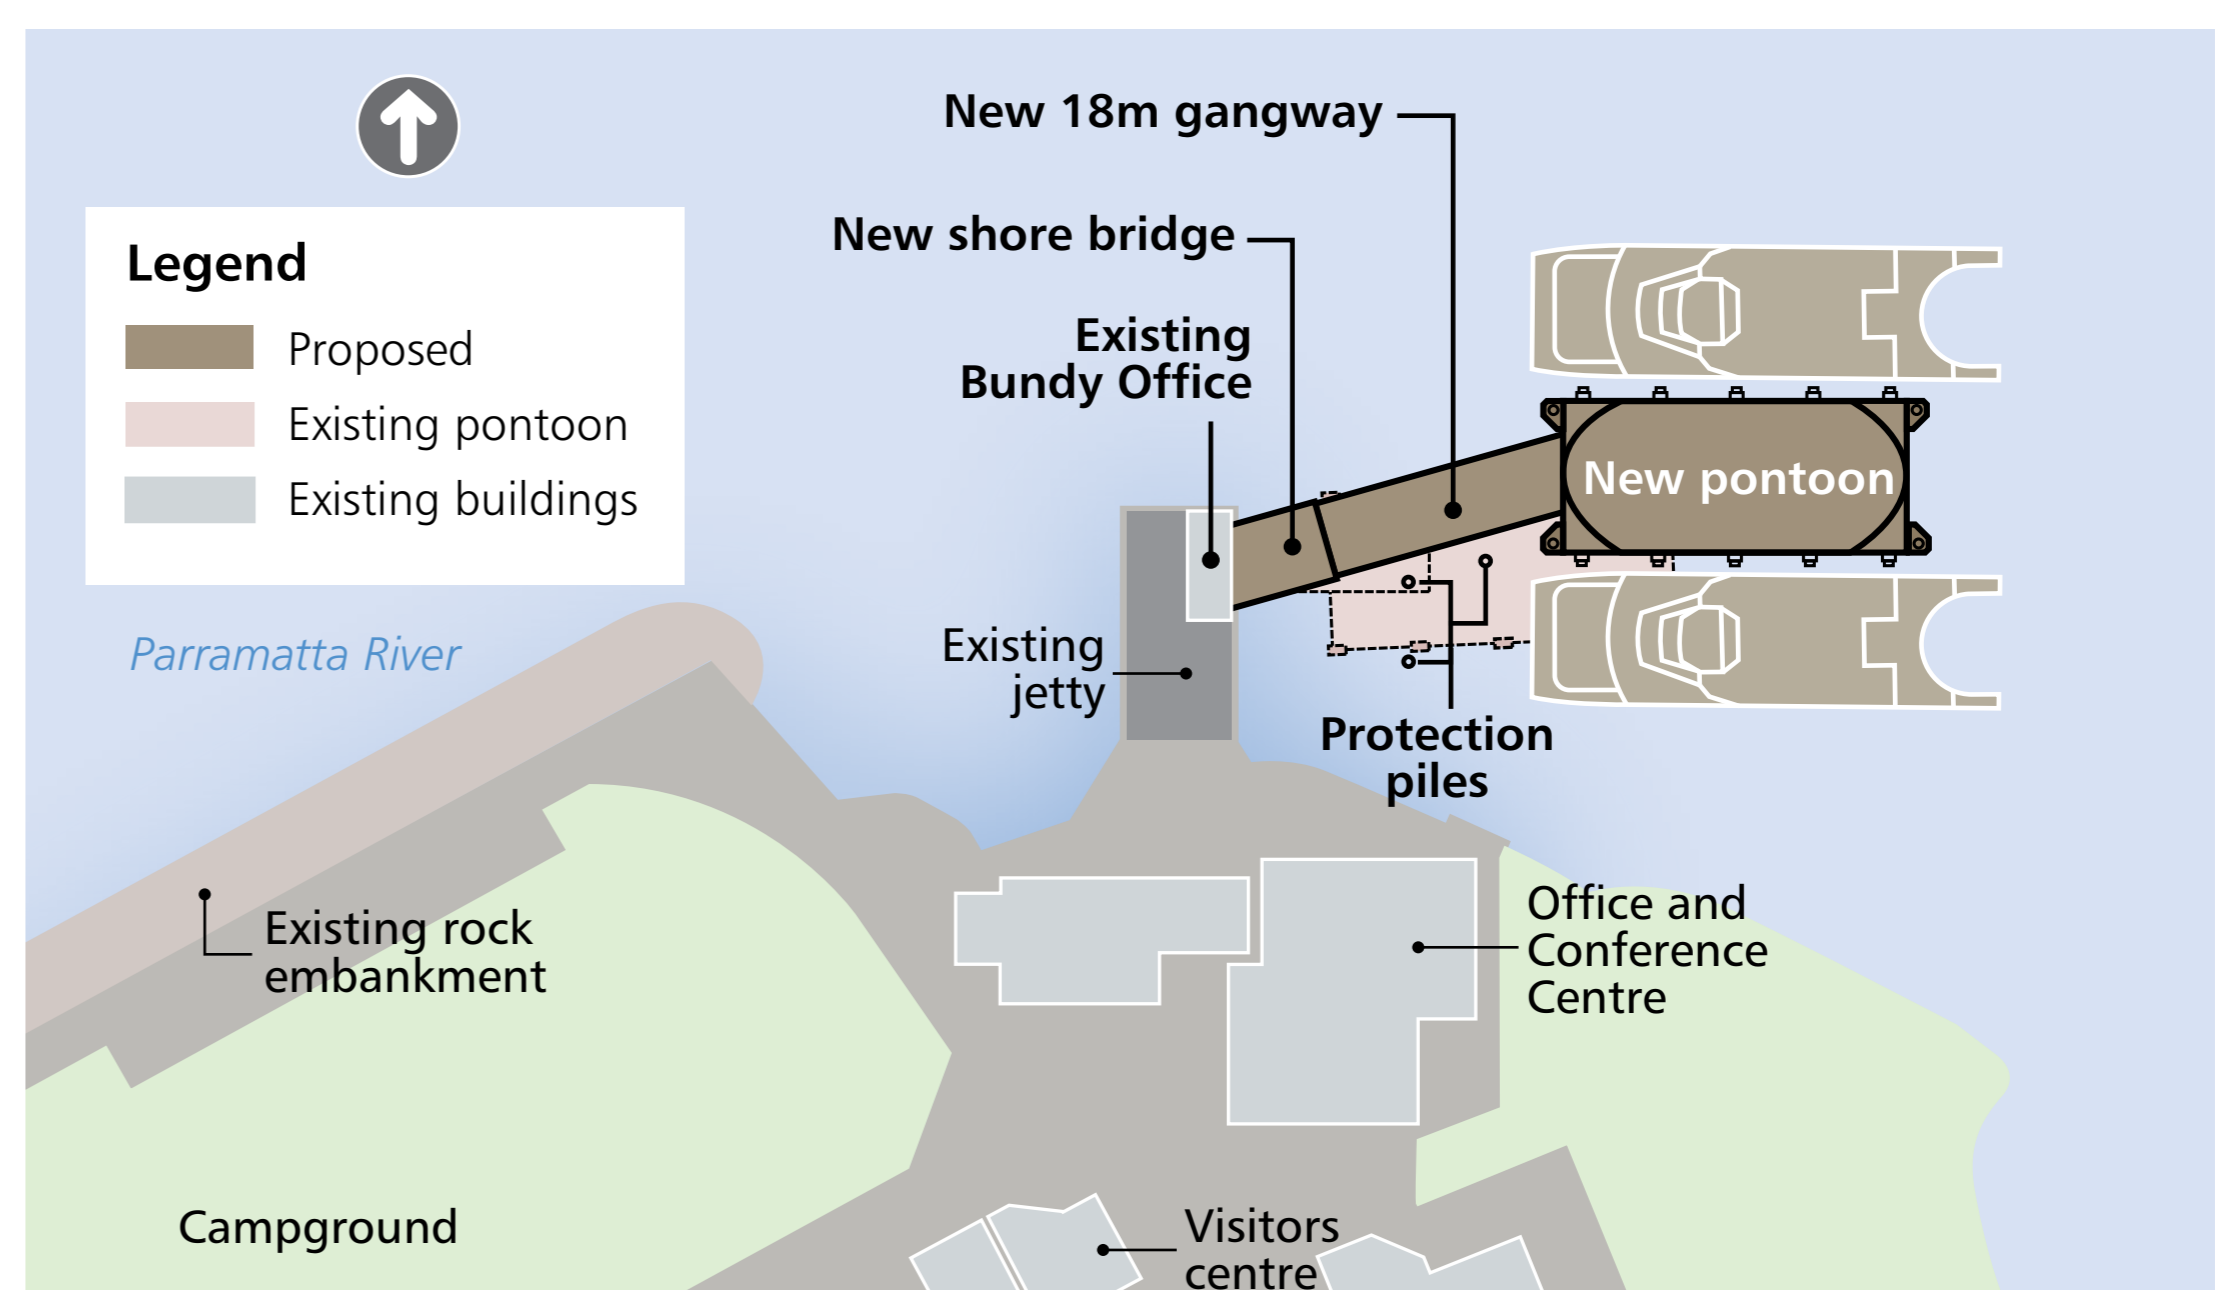 New 18m gangway
New shore bridge
Legend
Existing
Bundy Office
Proposed
Existing pontoon
Existing buildings
New pontoon
Parramatta River
Existing
jetty
Protection
piles
Existing rock
embankment
Office and
Conference
Centre
Campground
Visitors
centre